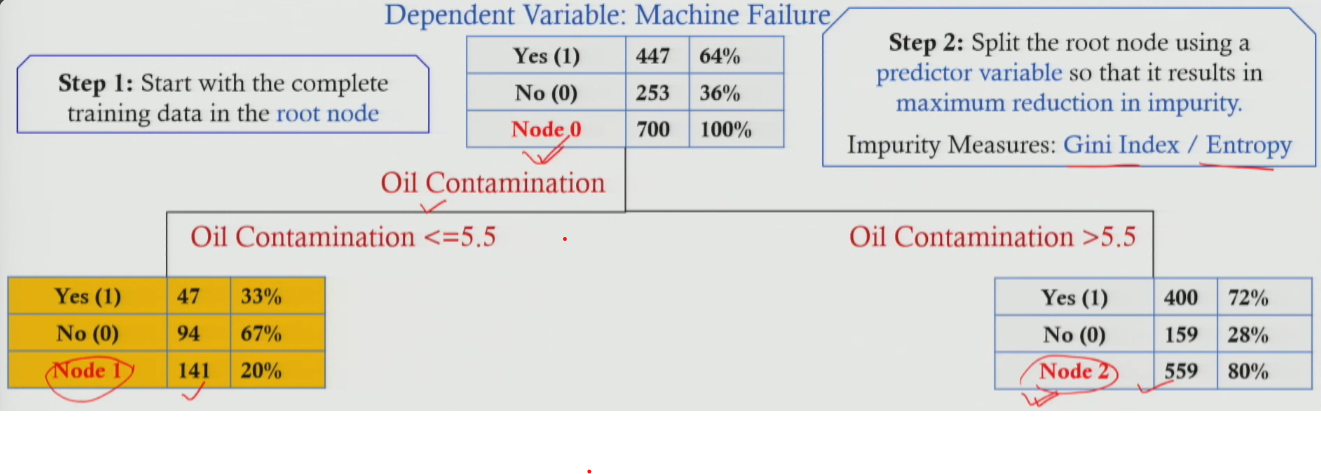 Dependent Variable: Machine Failure
Step 1: Start with the complete
training data in the root node
Yes (1) 447 64%
No (0) 253 36%
Node 0 700 100%
Step 2: Split the root node using a
predictor variable so that it results in
maximum reduction in impurity.
Impurity Measures: Gini Index / Entropy
Oil Contamination
Oil Contamination <=5.5
Oil Contamination >5.5
Yes (1) 47 33%
No (0) 94 67%
Node 1 141 20%
Yes (1) 400 72%
No (0) 159 28%
Node 2 559 80%